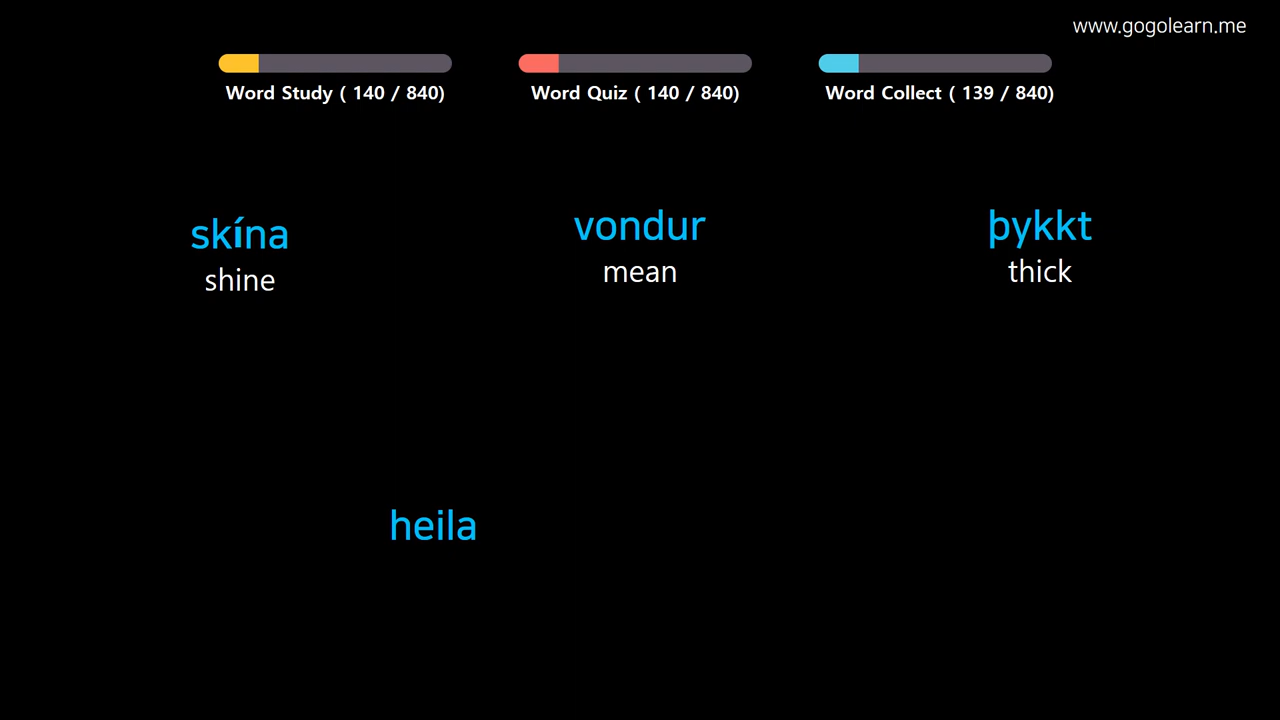 www.gogolearn.me
Word Study ( 140 / 840)
Word Quiz ( 140 / 840)
Word Collect ( 139 / 840)
skína
shine
vondur
mean
þykkt
thick
heila